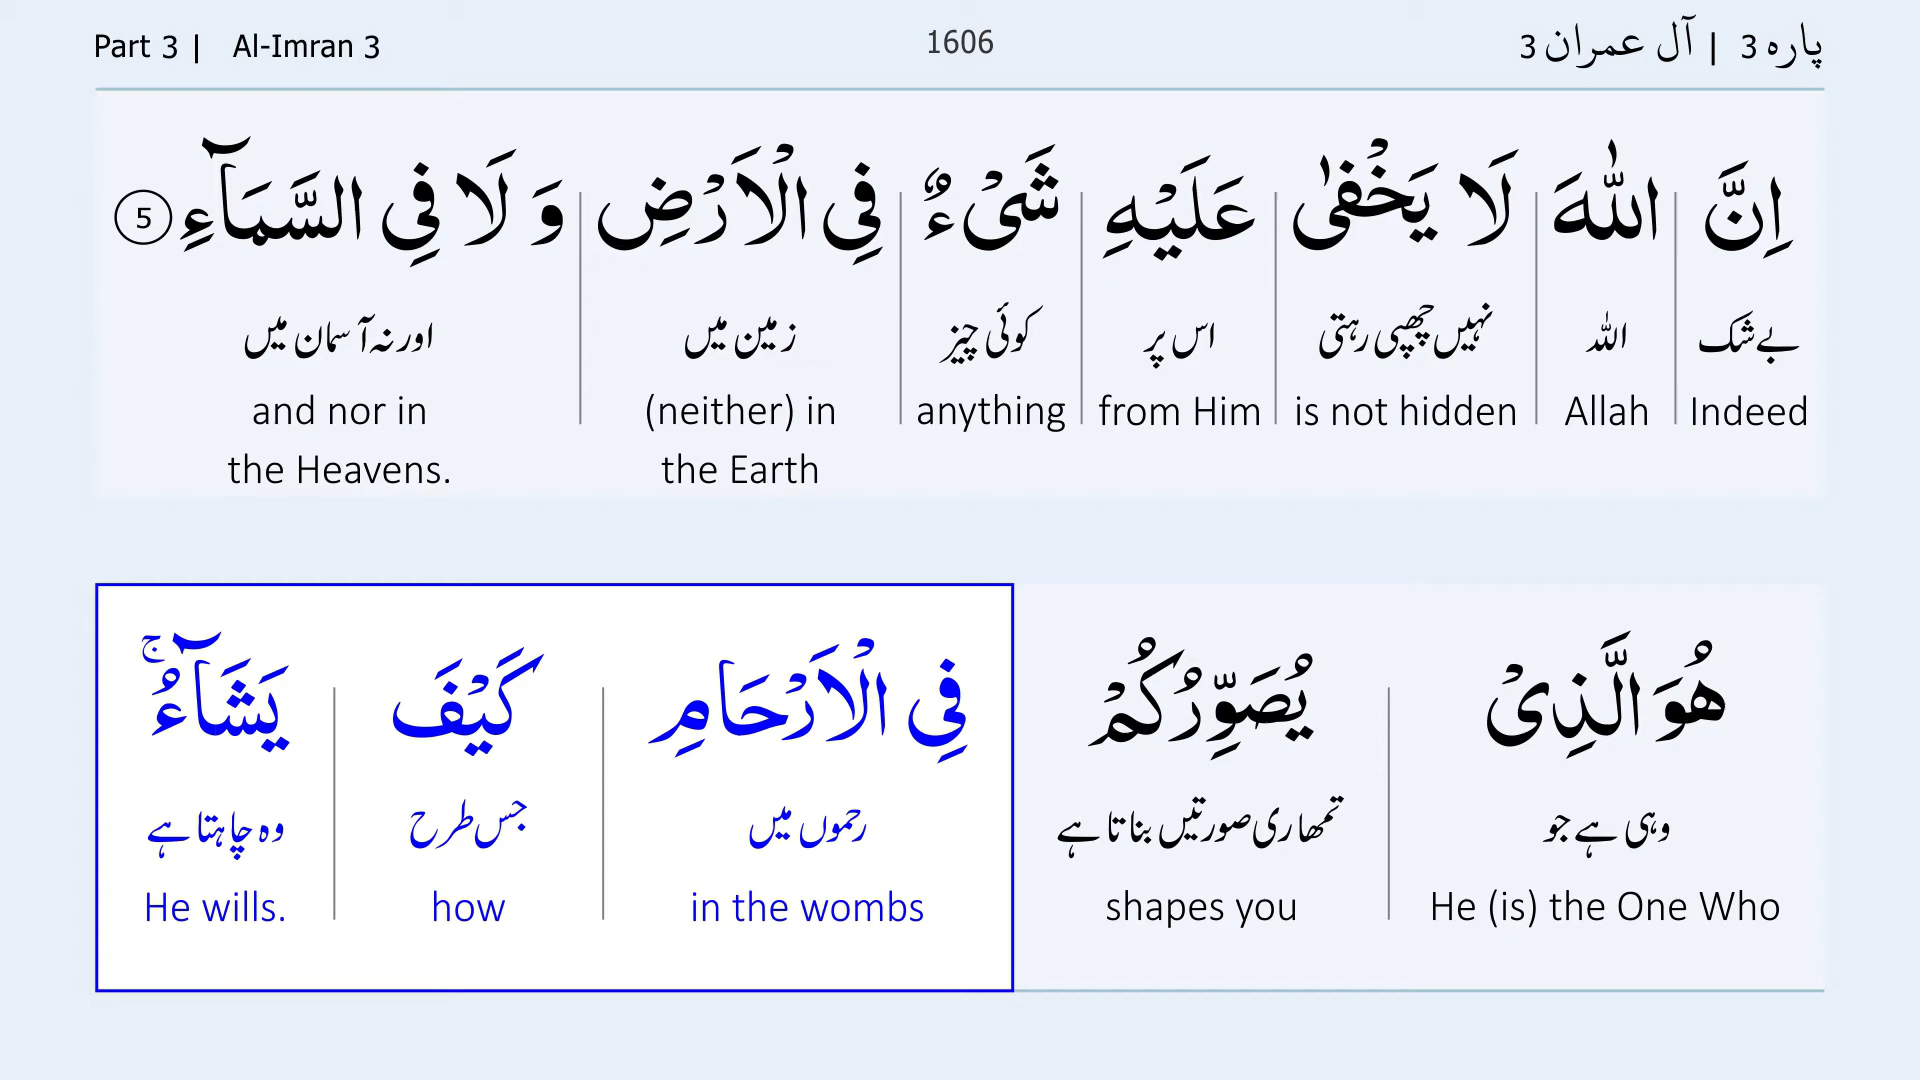 Part 3 | Al-Imran 3
1606
پارہ 3 | آل عمران 3
اِنَّ اللّٰهَ لَا يَخْفٰى عَلَيْهِ شَىْءٌ فِى الْاَرْضِ وَ لَا فِى السَّمَآءِ 5
بے شک اللہ نہیں چھپی رہتی اس پر کوئی چیز زمین میں اور نہ آسمان میں
Indeed Allah is not hidden from Him anything (neither) in the Earth and nor in the Heavens.
هُوَ الَّذِىْ يُصَوِّرُكُمْ فِى الْاَرْحَامِ كَيْفَ يَشَآءُ ۚ
وہی ہے جو تمھاری صورتیں بناتا ہے رحموں میں جس طرح وہ چاہتا ہے
He (is) the One Who shapes you in the wombs how He wills.